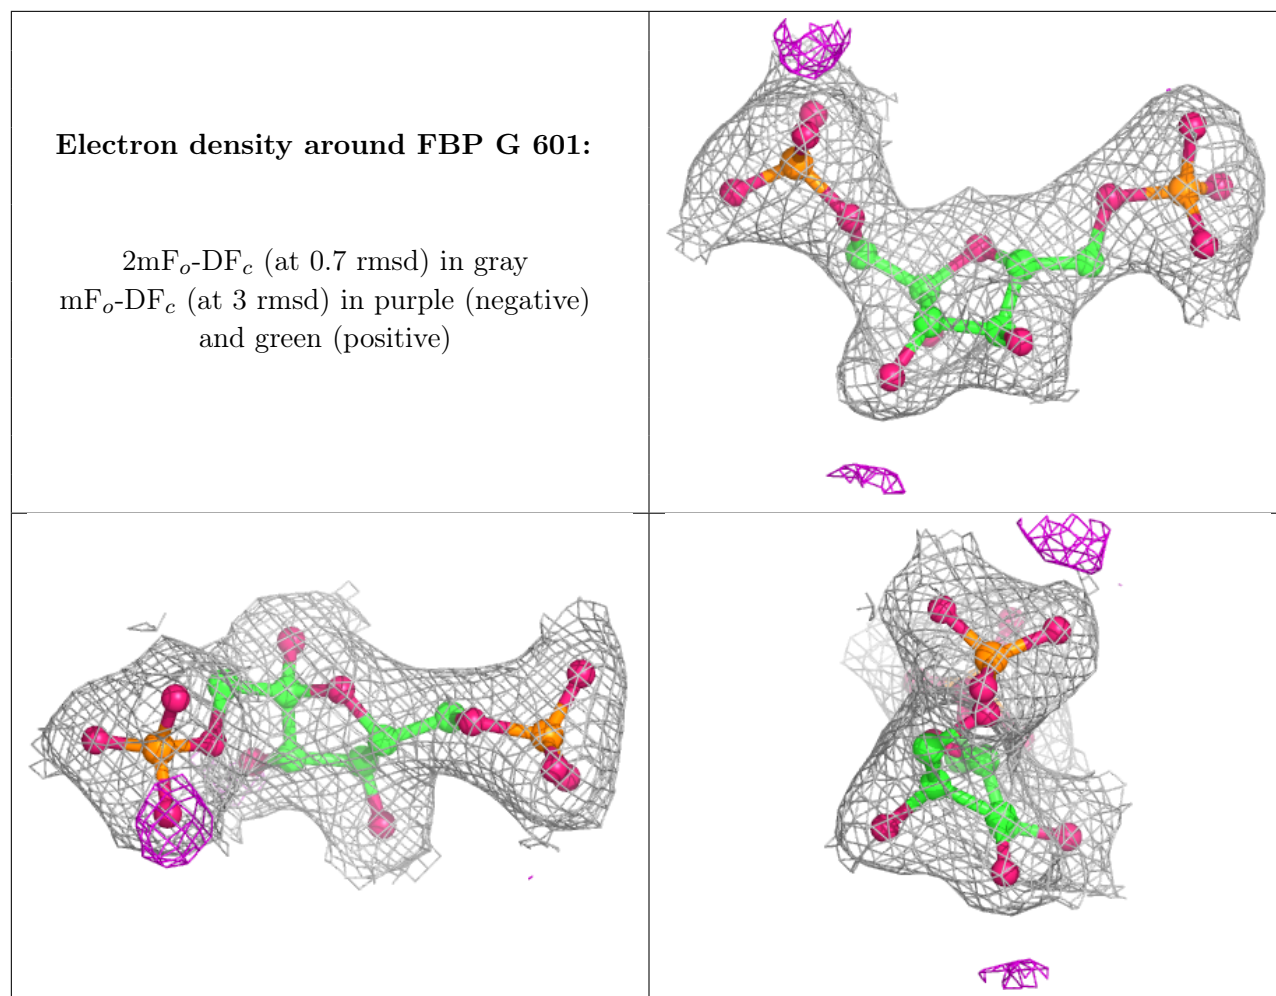 Electron density around FBP G 601:
2mFₒ-DF𝒸 (at 0.7 rmsd) in gray
mFₒ-DF𝒸 (at 3 rmsd) in purple (negative)
and green (positive)